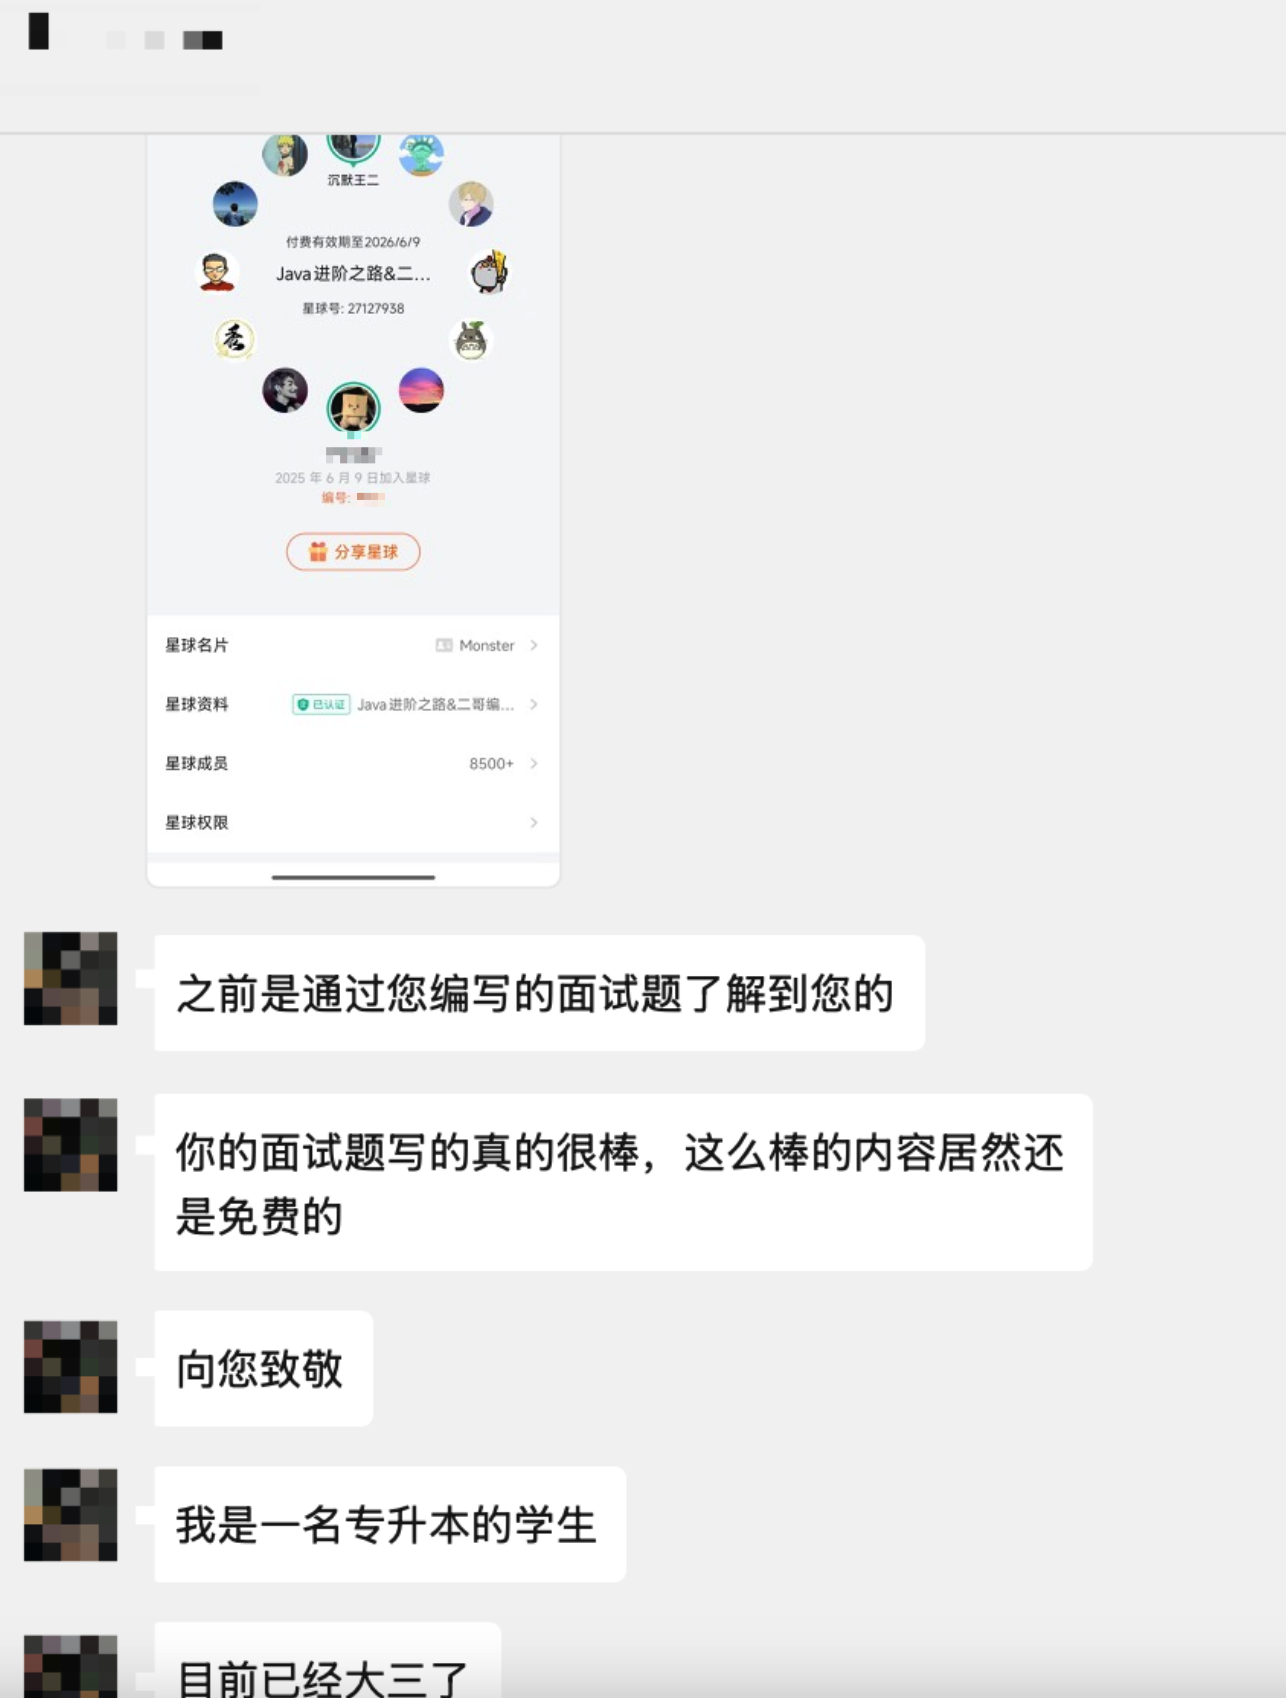 沉默王二
付费有效期至2026/6/9
Java进阶之路&二...
星球号: 27127938
2025 年 6 月 9 日加入星球
编号:
分享星球
星球名片 Monster
星球资料 已认证 Java进阶之路&二哥编...
星球成员 8500+
星球权限
之前是通过您编写的面试题了解到您的
你的面试题写的真的很棒，这么棒的内容居然还
是免费的
向您致敬
我是一名专升本的学生
目前已经大三了